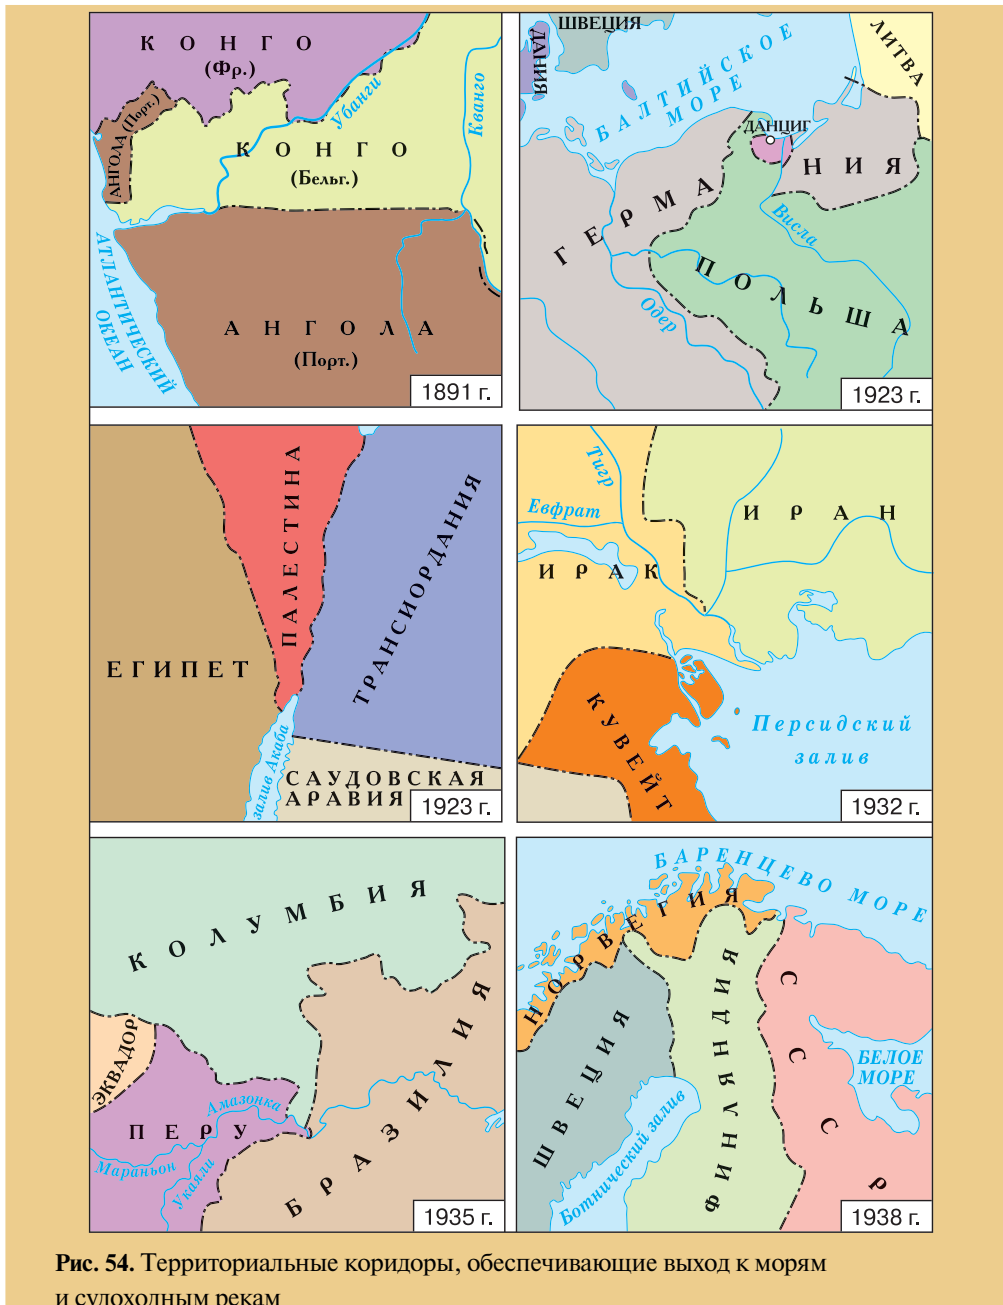 КОНГО
(Фр.)
АНГОЛА (Порт.)
Убанги
Кванго
КОНГО
(Бельг.)
АТЛАНТИЧЕСКИЙ
ОКЕАН
АНГОЛА
(Порт.)
1891 г.
ШВЕЦИЯ
ДАНИЯ
БАЛТИЙСКОЕ
МОРЕ
ЛИТВА
ДАНЦИГ
ГЕРМАНИЯ
Висла
ПОЛЬША
Одер
1923 г.
ПАЛЕСТИНА
ТРАНСИОРДАНИЯ
ЕГИПЕТ
залив Акаба
САУДОВСКАЯ
АРАВИЯ
1923 г.
Тигр
Евфрат
ИРАН
ИРАК
КУВЕЙТ
Персидский
залив
1932 г.
КОЛУМБИЯ
ЭКВАДОР
ПЕРУ
Амазонка
Мараньон
Укаяли
БРАЗИЛИЯ
1935 г.
БАРЕНЦЕВО МОРЕ
НОРВЕГИЯ
ШВЕЦИЯ
ФИНЛЯНДИЯ
СССР
БЕЛОЕ
МОРЕ
Ботнический залив
1938 г.
Рис. 54. Территориальные коридоры, обеспечивающие выход к морям
и судоходным рекам